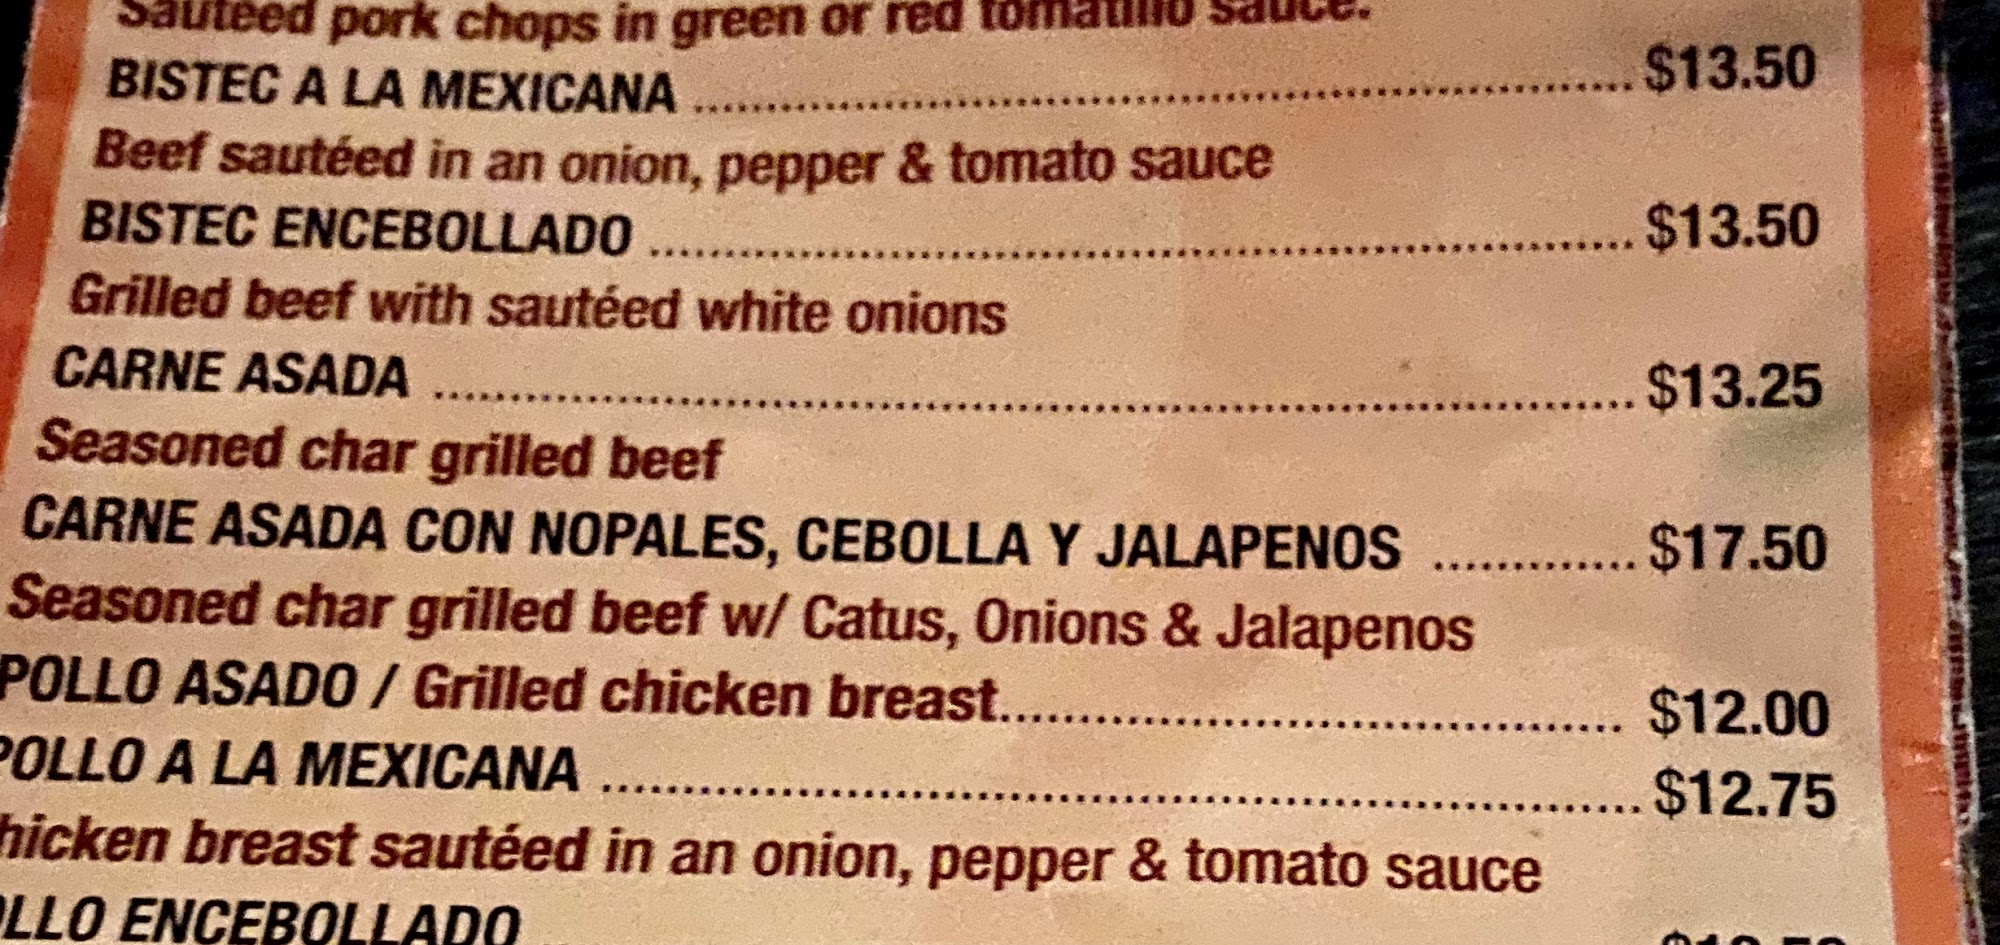 Sautéed pork chops in green or red tomatillo sauce.
BISTEC A LA MEXICANA ........................ $13.50
Beef sautéed in an onion, pepper & tomato sauce
BISTEC ENCEBOLLADO ........................ $13.50
Grilled beef with sautéed white onions
CARNE ASADA ........................ $13.25
Seasoned char grilled beef
CARNE ASADA CON NOPALES, CEBOLLA Y JALAPENOS ............. $17.50
Seasoned char grilled beef w/ Catus, Onions & Jalapenos
POLLO ASADO / Grilled chicken breast........................ $12.00
POLLO A LA MEXICANA ........................ $12.75
hicken breast sautéed in an onion, pepper & tomato sauce
LLO ENCEBOLLADO